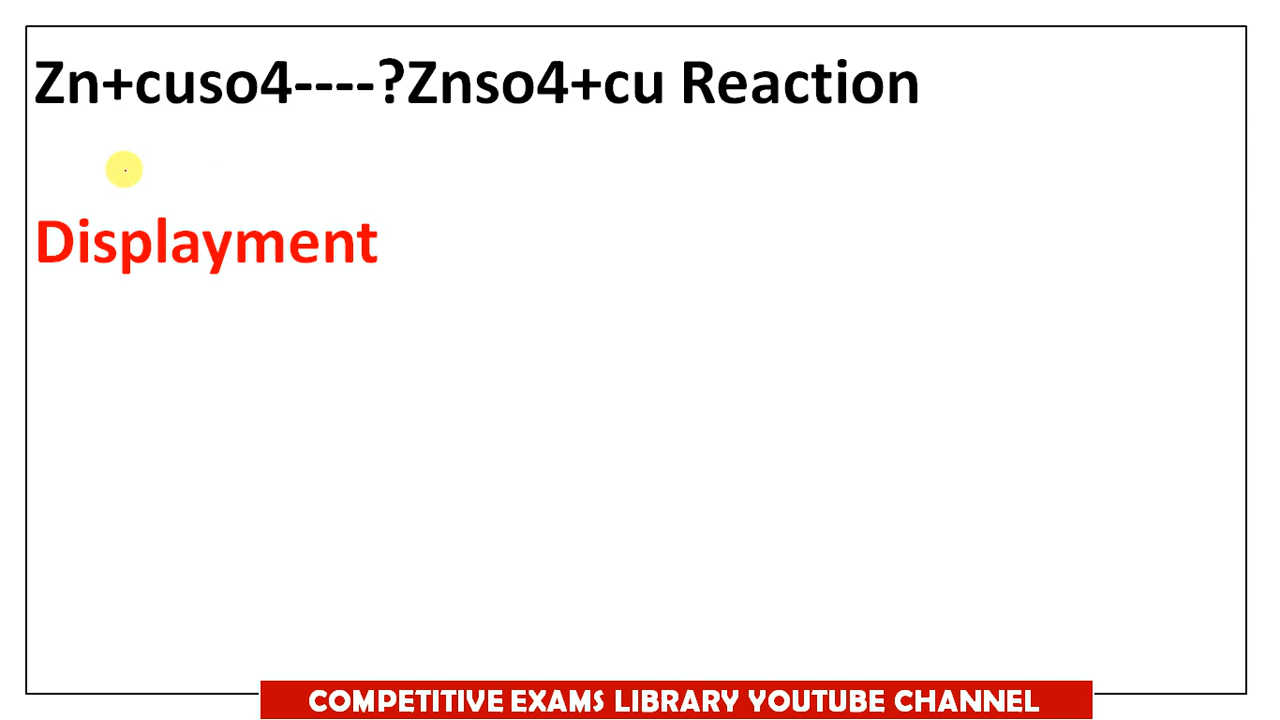 Zn+cuso4----?Znso4+cu Reaction
Displayment
COMPETITIVE EXAMS LIBRARY YOUTUBE CHANNEL